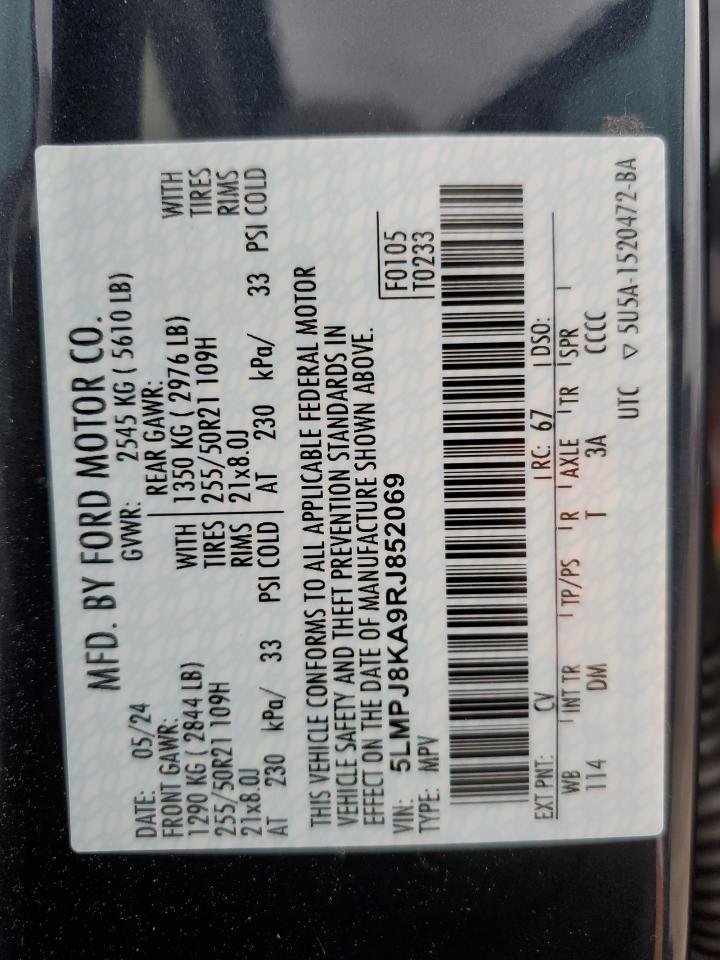 MFD. BY FORD MOTOR CO.
DATE: 05/24 GVWR: 2545 KG ( 5610 LB)
FRONT GAWR: REAR GAWR:
1290 KG ( 2844 LB) WITH 1350 KG ( 2976 LB) WITH
255/50R21 109H TIRES 255/50R21 109H TIRES
21x8.0J RIMS 21x8.0J RIMS
AT 230 kPa/ 33 PSI COLD AT 230 kPa/ 33 PSI COLD
THIS VEHICLE CONFORMS TO ALL APPLICABLE FEDERAL MOTOR
VEHICLE SAFETY AND THEFT PREVENTION STANDARDS IN
EFFECT ON THE DATE OF MANUFACTURE SHOWN ABOVE.
VIN: 5LMPJ8KA9RJ852069 F0105
TYPE: MPV T0233
EXT PNT: CV RC: 67 DSO:
WB INT TR TP/PS R AXLE TR SPR
114 DM T 3A CCCC
UTC ▽ 5U5A-1520472-BA